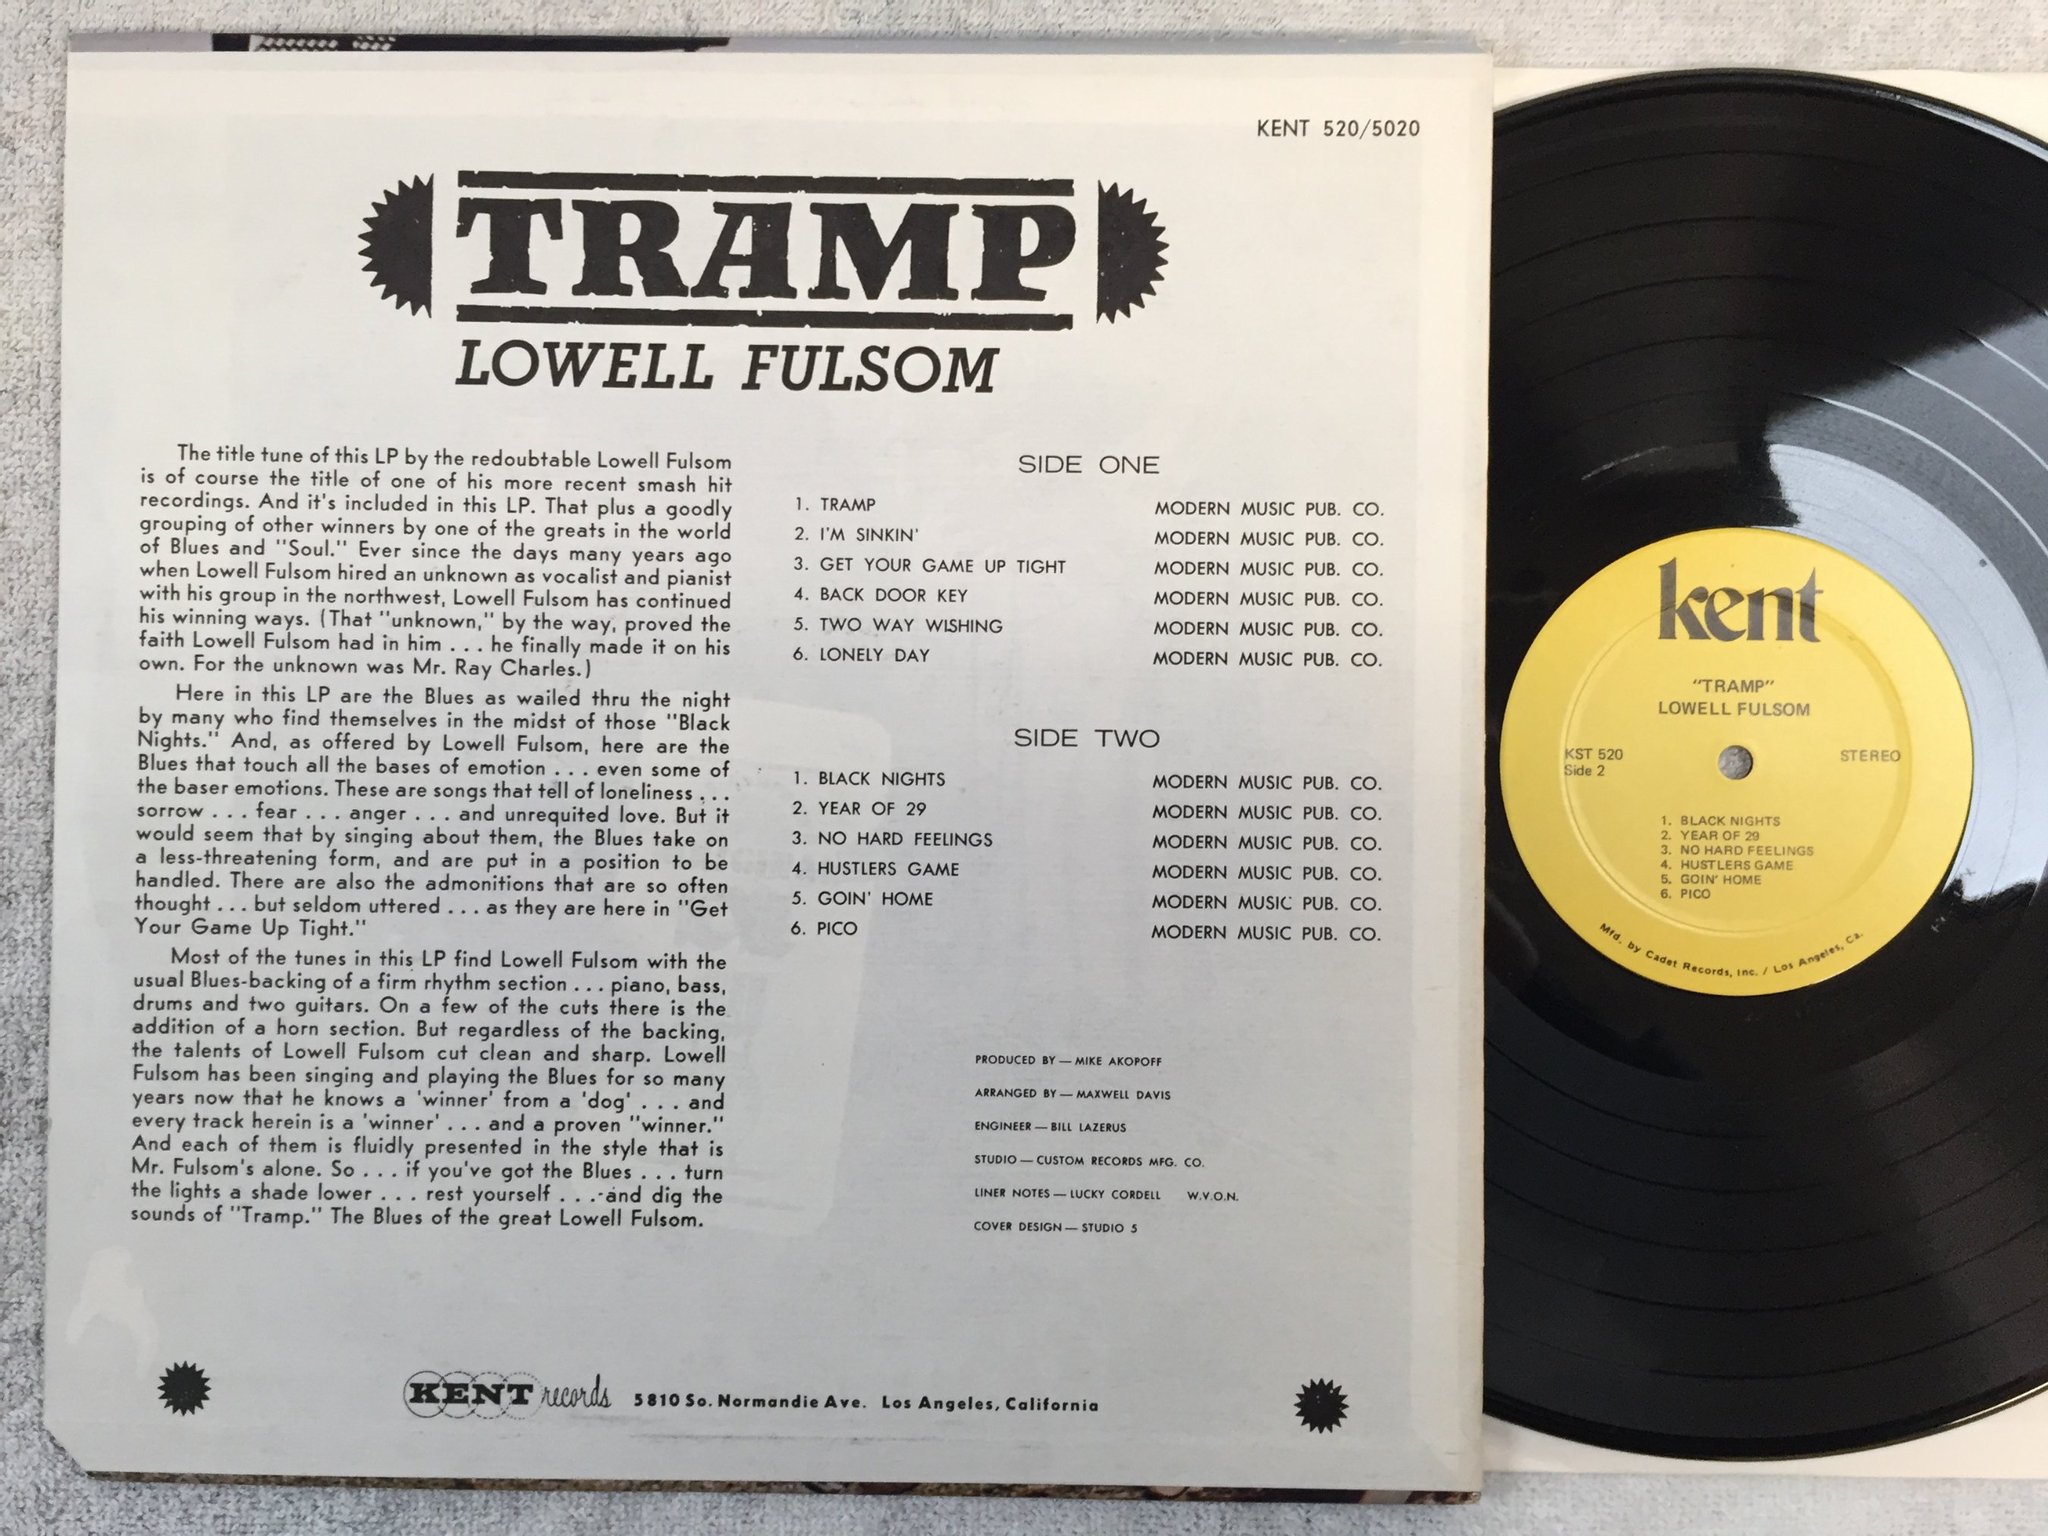 KENT 520/5020
TRAMP
LOWELL FULSOM
The title tune of this LP by the redoubtable Lowell Fulsom
is of course the title of one of his more recent smash hit
recordings. And it's included in this LP. That plus a goodly
grouping of other winners by one of the greats in the world
of Blues and "Soul." Ever since the days many years ago
when Lowell Fulsom hired an unknown as vocalist and pianist
with his group in the northwest, Lowell Fulsom has continued
his winning ways. (That "unknown," by the way, proved the
faith Lowell Fulsom had in him . . . he finally made it on his
own. For the unknown was Mr. Ray Charles.)
Here in this LP are the Blues as wailed thru the night
by many who find themselves in the midst of those "Black
Nights." And, as offered by Lowell Fulsom, here are the
Blues that touch all the bases of emotion . . . even some of
the baser emotions. These are songs that tell of loneliness . . .
sorrow . . . fear . . . anger . . . and unrequited love. But it
would seem that by singing about them, the Blues take on
a less-threatening form, and are put in a position to be
handled. There are also the admonitions that are so often
thought . . . but seldom uttered . . . as they are here in "Get
Your Game Up Tight."
Most of the tunes in this LP find Lowell Fulsom with the
usual Blues-backing of a firm rhythm section . . . piano, bass,
drums and two guitars. On a few of the cuts there is the
addition of a horn section. But regardless of the backing,
the talents of Lowell Fulsom cut clean and sharp. Lowell
Fulsom has been singing and playing the Blues for so many
years now that he knows a 'winner' from a 'dog' . . . and
every track herein is a 'winner' . . . and a proven "winner."
And each of them is fluidly presented in the style that is
Mr. Fulsom's alone. So . . . if you've got the Blues . . . turn
the lights a shade lower . . . rest yourself . . . and dig the
sounds of "Tramp." The Blues of the great Lowell Fulsom.
SIDE ONE
1. TRAMP MODERN MUSIC PUB. CO.
2. I'M SINKIN' MODERN MUSIC PUB. CO.
3. GET YOUR GAME UP TIGHT MODERN MUSIC PUB. CO.
4. BACK DOOR KEY MODERN MUSIC PUB. CO.
5. TWO WAY WISHING MODERN MUSIC PUB. CO.
6. LONELY DAY MODERN MUSIC PUB. CO.
SIDE TWO
1. BLACK NIGHTS MODERN MUSIC PUB. CO.
2. YEAR OF 29 MODERN MUSIC PUB. CO.
3. NO HARD FEELINGS MODERN MUSIC PUB. CO.
4. HUSTLERS GAME MODERN MUSIC PUB. CO.
5. GOIN' HOME MODERN MUSIC PUB. CO.
6. PICO MODERN MUSIC PUB. CO.
PRODUCED BY — MIKE AKOPOFF
ARRANGED BY — MAXWELL DAVIS
ENGINEER — BILL LAZERUS
STUDIO — CUSTOM RECORDS MFG. CO.
LINER NOTES — LUCKY CORDELL W.V.O.N.
COVER DESIGN — STUDIO 5
KENT records 5810 So. Normandie Ave. Los Angeles, California
kent
"TRAMP"
LOWELL FULSOM
KST 520 STEREO
Side 2
1. BLACK NIGHTS
2. YEAR OF 29
3. NO HARD FEELINGS
4. HUSTLERS GAME
5. GOIN' HOME
6. PICO
Mfd. by Cadet Records, Inc. / Los Angeles, Ca.